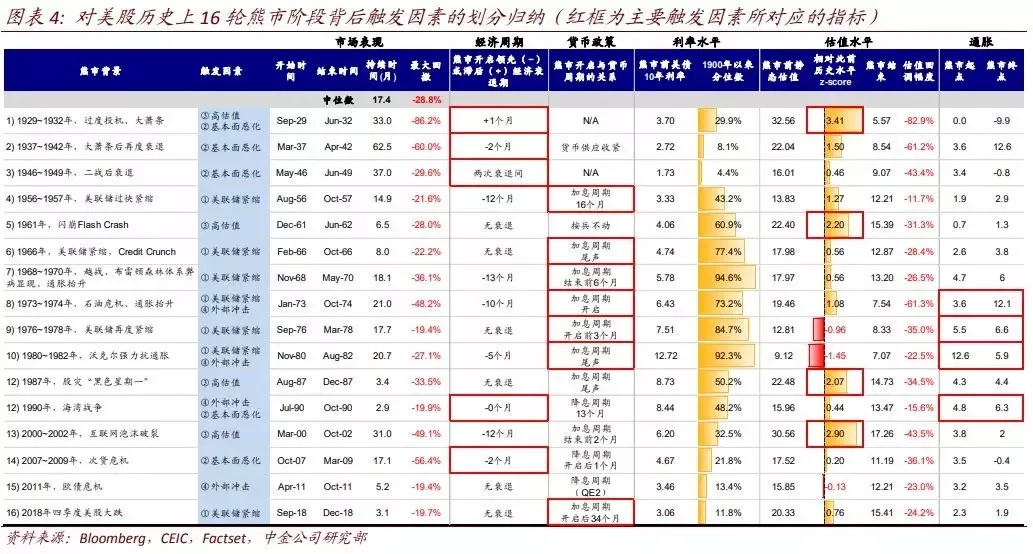 图表 4: 对美股历史上 16 轮熊市阶段背后触发因素的划分归纳（红框为主要触发因素所对应的指标）
市场表现 经济周期 货币政策 利率水平 估值水平 通胀
熊市背景 触发因素 开始时间 结束时间 持续时间(月) 最大回撤 熊市开启领先（-）或滞后（+）经济衰退期 熊市开启与货币周期的关系 熊市前美债10年利率 1900年以来分位数 熊市前静态估值 相对此前历史水平z-score 熊市结束 估值回调幅度 熊市起点 熊市终点
中位数 17.4 -28.8%
1) 1929~1932年，过度投机、大萧条 ③高估值 ②基本面恶化 Sep-29 Jun-32 33.0 -86.2% +1个月 N/A 3.70 29.9% 32.56 3.41 5.57 -82.9% 0.0 -9.9
2) 1937~1942年，大萧条后再度衰退 ②基本面恶化 Mar-37 Apr-42 62.5 -60.0% -2个月 货币供应收紧 2.72 8.1% 22.04 1.50 8.54 -61.2% 3.6 12.6
3) 1946~1949年，二战后衰退 ②基本面恶化 May-46 Jun-49 37.0 -29.6% 两次衰退间 N/A 1.73 4.4% 16.01 0.46 9.07 -43.4% 3.4 -0.8
4) 1956~1957年，美联储过快紧缩 ①美联储紧缩 Aug-56 Oct-57 14.9 -21.6% -12个月 加息周期16个月 3.33 43.2% 13.83 1.27 12.21 -11.7% 1.9 2.9
5) 1961年，闪崩Flash Crash ③高估值 Dec-61 Jun-62 6.5 -28.0% 无衰退 按兵不动 4.06 60.9% 22.40 2.20 15.39 -31.3% 0.7 1.3
6) 1966年，美联储紧缩，Credit Crunch ①美联储紧缩 Feb-66 Oct-66 8.0 -22.2% 无衰退 加息周期尾声 4.74 77.4% 17.98 0.56 12.87 -28.4% 2.6 3.8
7) 1968~1970年，越战、布雷顿森林体系弊病显现、通胀抬升 ①美联储紧缩 Nov-68 May-70 18.1 -36.1% -13个月 加息周期结束前6个月 5.78 94.6% 17.97 0.56 13.20 -26.5% 4.7 6
8) 1973~1974年，石油危机、通胀抬升 ①美联储紧缩 ④外部冲击 Jan-73 Oct-74 21.0 -48.2% -10个月 加息周期开启 6.43 73.2% 19.46 1.08 7.54 -61.3% 3.6 12.1
9) 1976~1978年，美联储再度紧缩 ①美联储紧缩 Sep-76 Mar-78 17.7 -19.4% 无衰退 加息周期开启前3个月 7.51 84.7% 12.81 -0.96 8.33 -35.0% 5.5 6.6
10) 1980~1982年，沃克尔强力抗通胀 ①美联储紧缩 ④外部冲击 Nov-80 Aug-82 20.7 -27.1% -5个月 加息周期尾声 12.72 92.3% 9.12 -1.45 7.07 -22.5% 12.6 5.9
12) 1987年，股灾“黑色星期一” ③高估值 Aug-87 Dec-87 3.4 -33.5% 无衰退 加息周期尾声 8.73 50.2% 22.48 2.07 14.73 -34.5% 4.3 4.4
12) 1990年，海湾战争 ④外部冲击 ②基本面恶化 Jul-90 Oct-90 2.9 -19.9% -0个月 降息周期13个月 8.44 48.2% 15.96 0.44 13.47 -15.6% 4.8 6.3
13) 2000~2002年，互联网泡沫破裂 ③高估值 Mar-00 Oct-02 31.0 -49.1% -12个月 加息周期结束前2个月 6.20 32.5% 30.56 2.90 17.26 -43.5% 3.8 2
14) 2007~2009年，次贷危机 ②基本面恶化 Oct-07 Mar-09 17.1 -56.4% -2个月 降息周期开启后1个月 4.67 21.8% 17.52 0.20 11.19 -36.1% 3.5 -0.4
15) 2011年，欧债危机 ④外部冲击 Apr-11 Oct-11 5.2 -19.4% 无衰退 降息周期（QE2） 3.46 13.4% 15.85 -0.13 12.21 -23.0% 3.2 3.5
16) 2018年四季度美股大跌 ①美联储紧缩 Sep-18 Dec-18 3.1 -19.7% 无衰退 加息周期开启后34个月 3.06 11.8% 20.33 0.76 15.41 -24.2% 2.3 1.9
资料来源：Bloomberg，CEIC，Factset，中金公司研究部